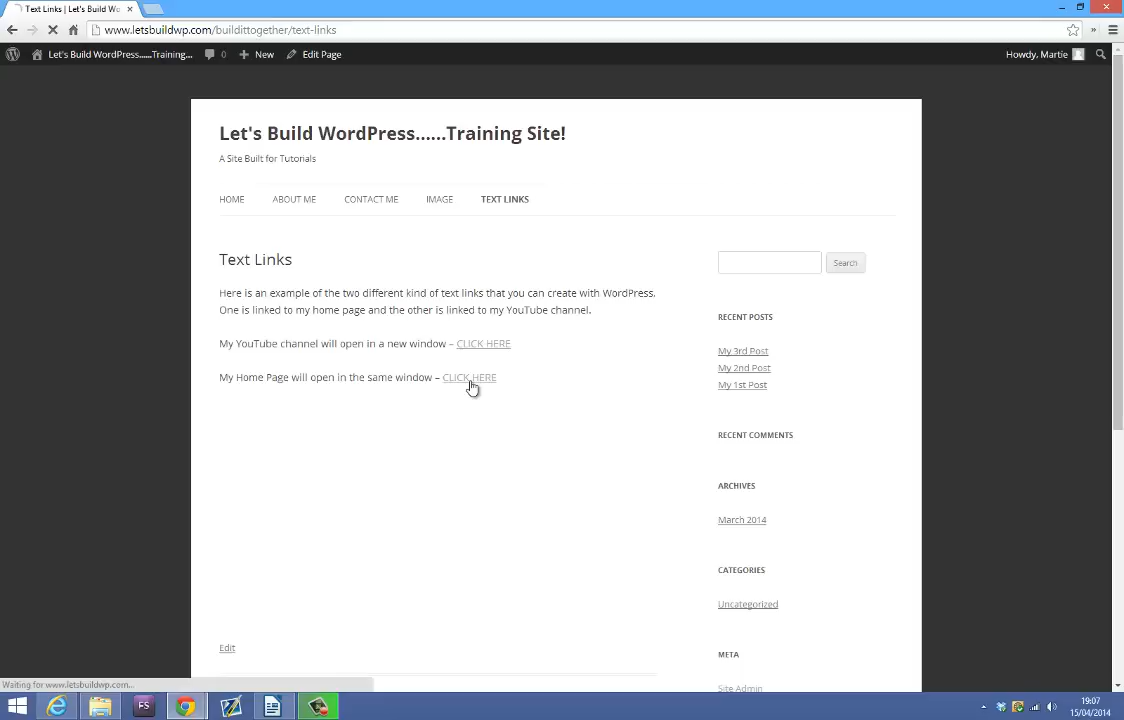 Text Links | Let's Build Wo
www.letsbuildwp.com/buildittogether/text-links
Let's Build WordPress......Training...
0
New
Edit Page
Howdy, Martie
Let's Build WordPress......Training Site!
A Site Built for Tutorials
HOME
ABOUT ME
CONTACT ME
IMAGE
TEXT LINKS
Text Links
Here is an example of the two different kind of text links that you can create with WordPress.
One is linked to my home page and the other is linked to my YouTube channel.
My YouTube channel will open in a new window – CLICK HERE
My Home Page will open in the same window – CLICK HERE
Edit
Search
RECENT POSTS
My 3rd Post
My 2nd Post
My 1st Post
RECENT COMMENTS
ARCHIVES
March 2014
CATEGORIES
Uncategorized
META
Site Admin
Waiting for www.letsbuildwp.com...
FS
19:07
15/04/2014